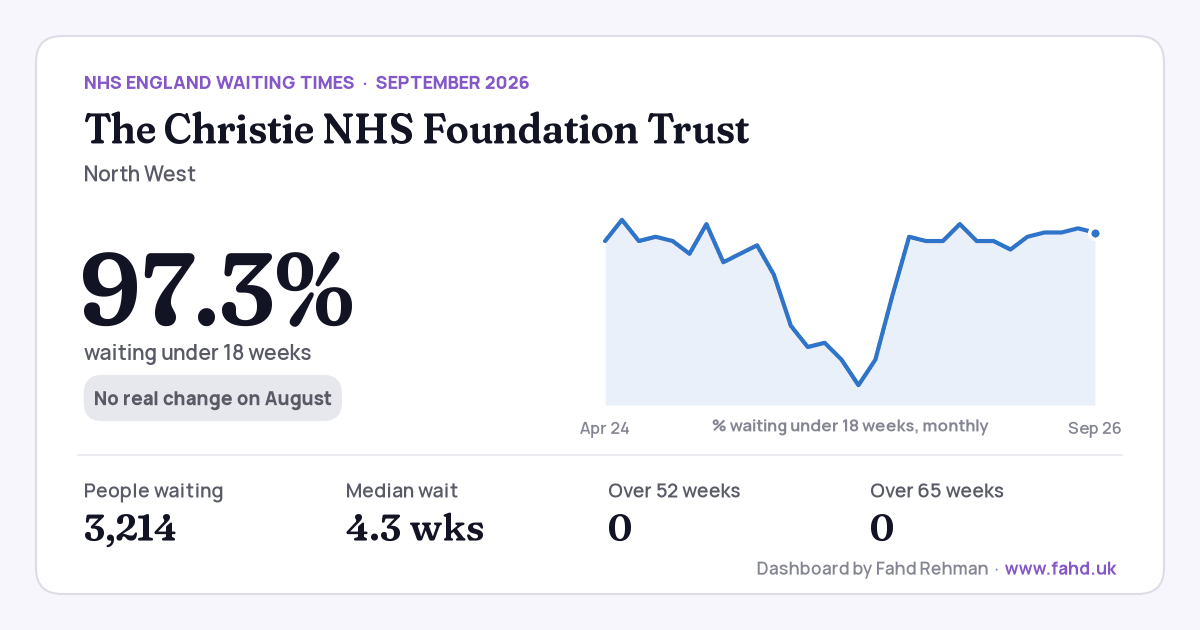 NHS ENGLAND WAITING TIMES · SEPTEMBER 2026
The Christie NHS Foundation Trust
North West
97.3%
waiting under 18 weeks
No real change on August
Apr 24
% waiting under 18 weeks, monthly
Sep 26
People waiting
3,214
Median wait
4.3 wks
Over 52 weeks
0
Over 65 weeks
0
Dashboard by Fahd Rehman · www.fahd.uk